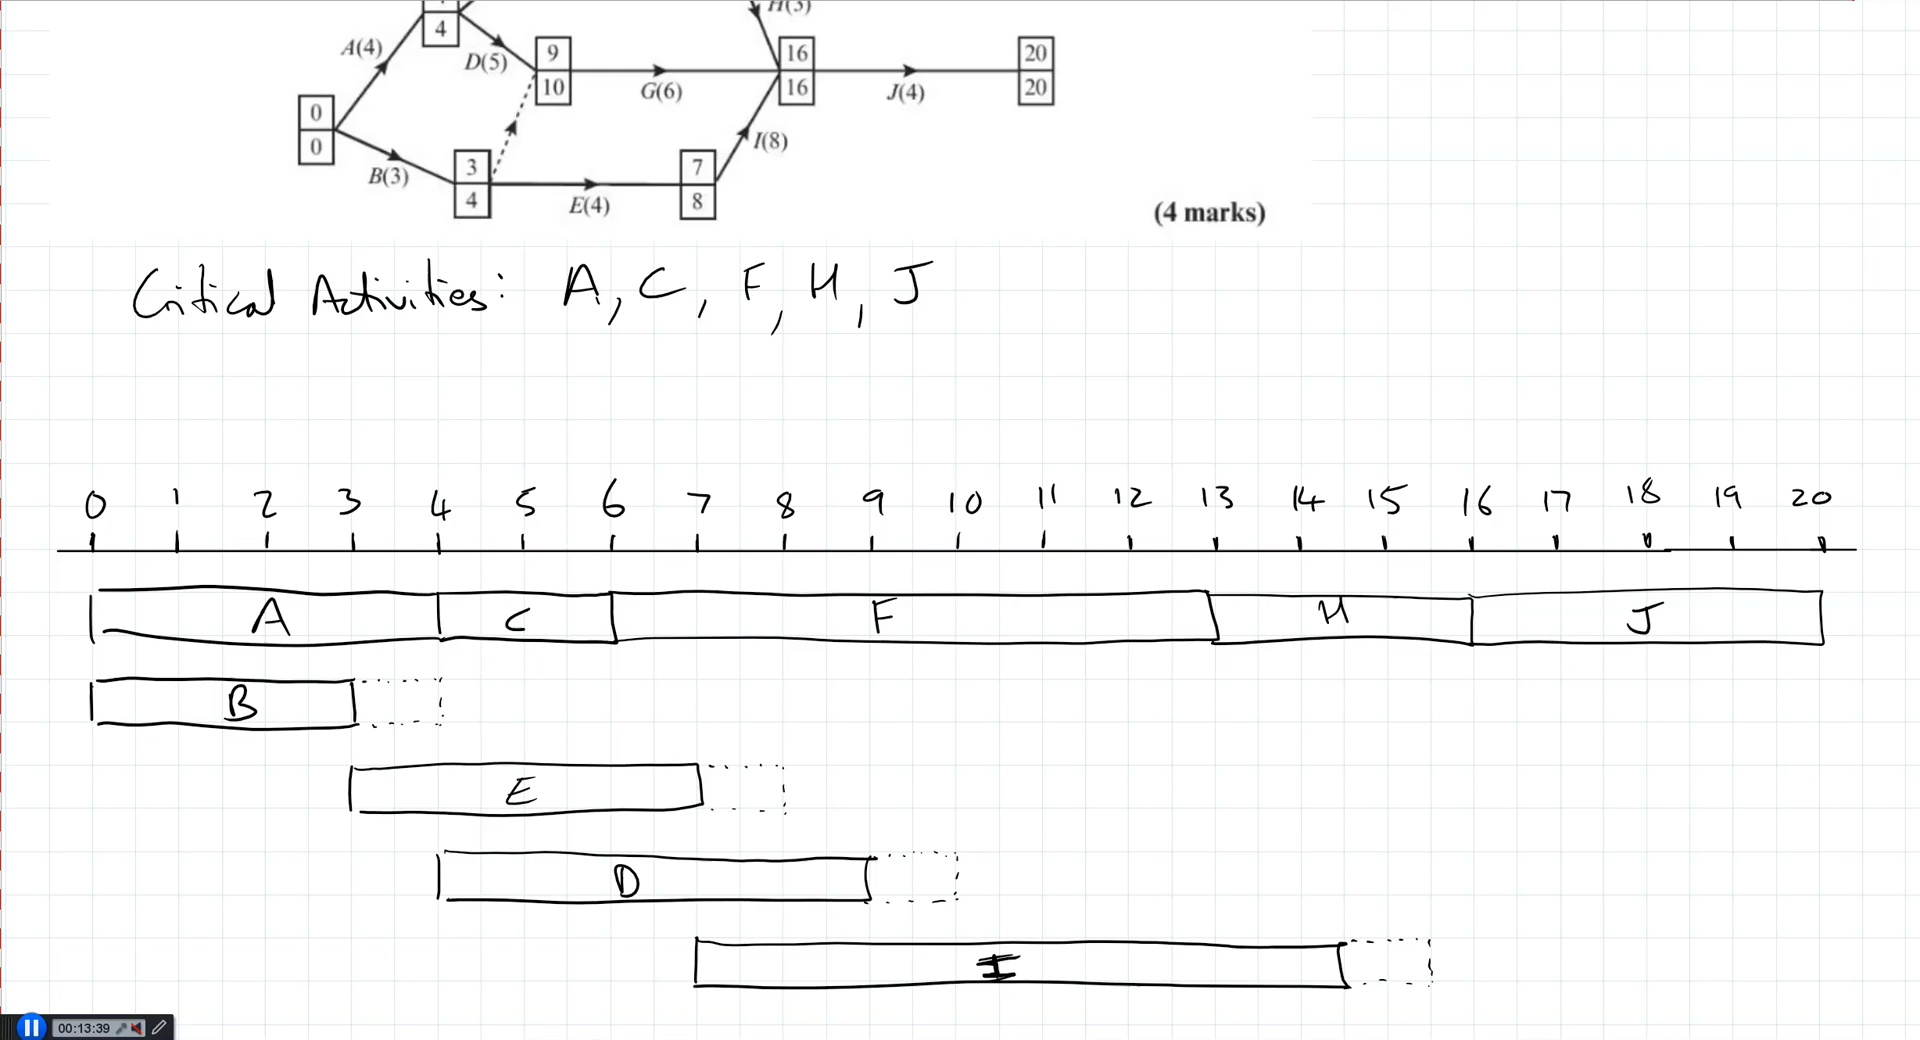 H(3)
4
A(4)
D(5)
9
10
G(6)
16
16
J(4)
20
20
0
0
I(8)
B(3)
3
4
E(4)
7
8
(4 marks)
Critical Activities: A, C, F, H, J
0 1 2 3 4 5 6 7 8 9 10 11 12 13 14 15 16 17 18 19 20
A C F H J
B
E
D
I
00:13:39